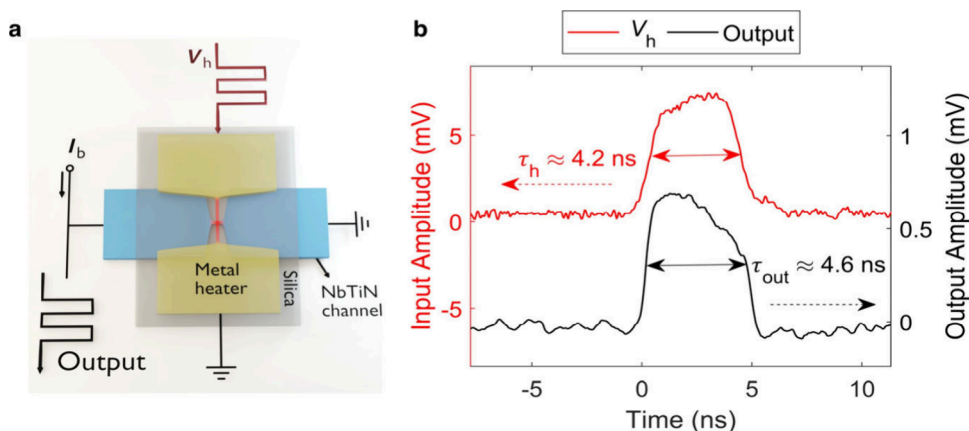 a
V_h
I_b
Metal
heater
Silica
NbTiN
channel
Output
b
V_h Output
Input Amplitude (mV)
5
0
-5
τ_h ≈ 4.2 ns
τ_out ≈ 4.6 ns
1
0.5
0
Output Amplitude (mV)
-5 0 5 10
Time (ns)